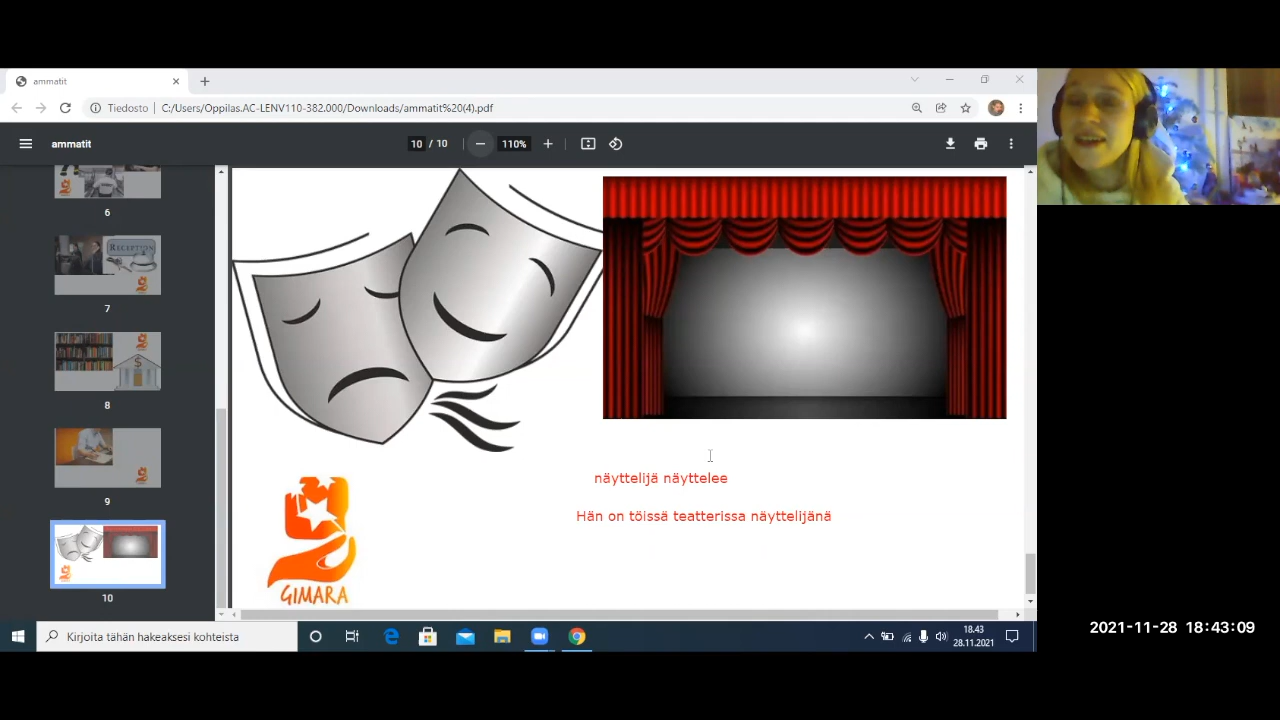 ammatit
Tiedosto
C:/Users/Oppilas.AC-LENV110-382.000/Downloads/ammatit%20(4).pdf
ammatit
10 / 10
110%
6
RECEPTION
7
$
8
9
10
näyttelijä näyttelee
Hän on töissä teatterissa näyttelijänä
GIMARA
Kirjoita tähän hakeaksesi kohteista
18.43
28.11.2021
2021-11-28 18:43:09